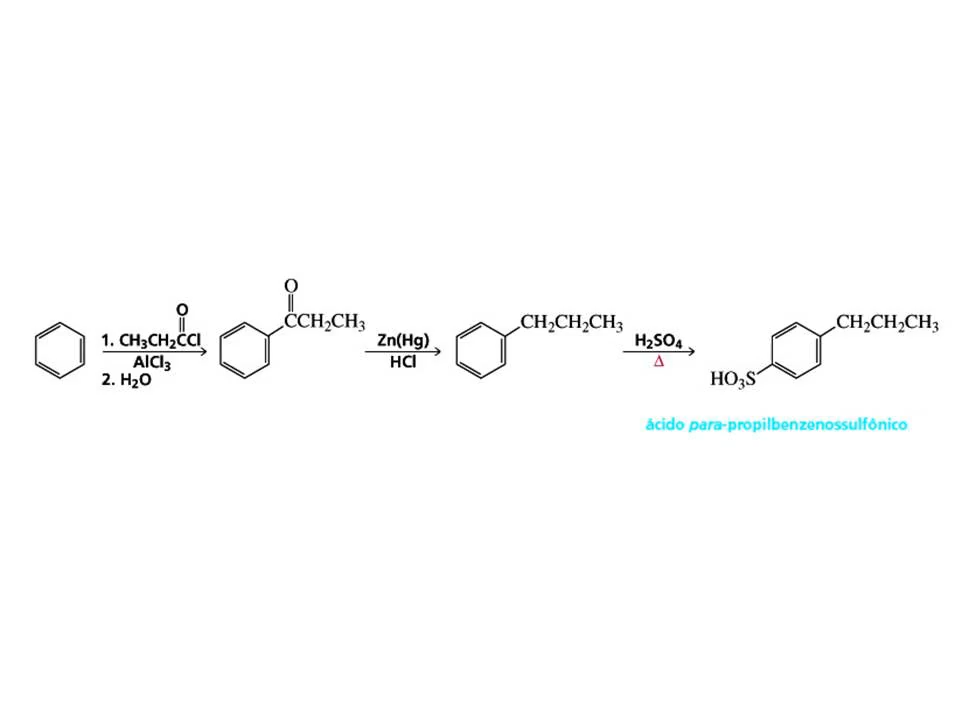 O
CCH₂CH₃
1. CH₃CH₂CCl
O
AlCl₃
2. H₂O
Zn(Hg)
HCl
CH₂CH₂CH₃
H₂SO₄
Δ
CH₂CH₂CH₃
HO₃S
ácido para-propilbenzenossulfônico